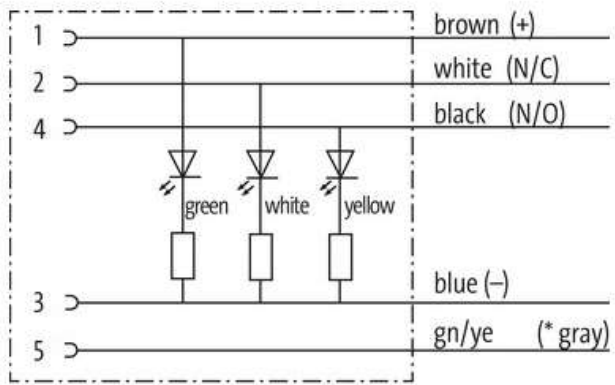 1 brown (+)
2 white (N/C)
4 black (N/O)
green white yellow
3 blue (–)
5 gn/ye (* gray)